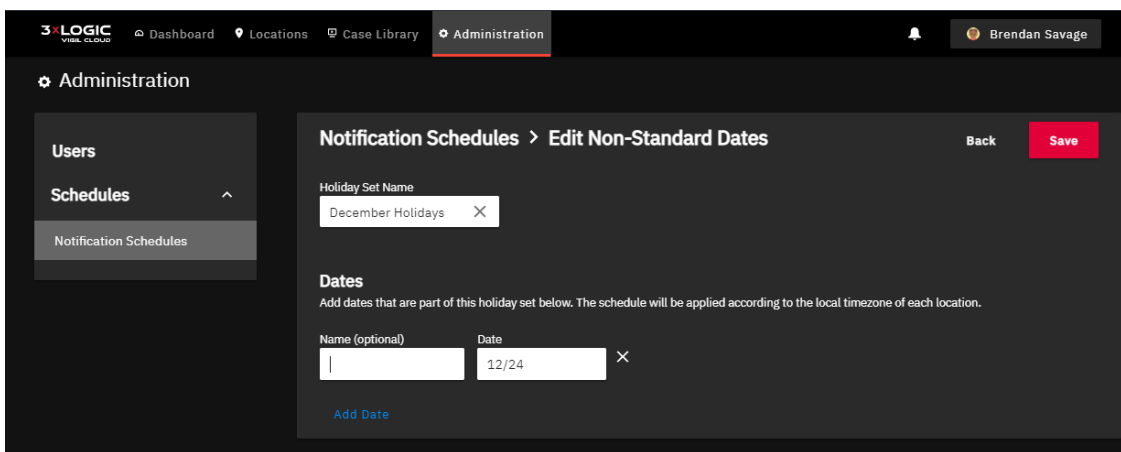 3xLOGIC
VIGIL CLOUD
Dashboard
Locations
Case Library
Administration
Brendan Savage
Administration
Users
Schedules
Notification Schedules
Notification Schedules > Edit Non-Standard Dates
Back
Save
Holiday Set Name
December Holidays
Dates
Add dates that are part of this holiday set below. The schedule will be applied according to the local timezone of each location.
Name (optional)
Date
12/24
Add Date